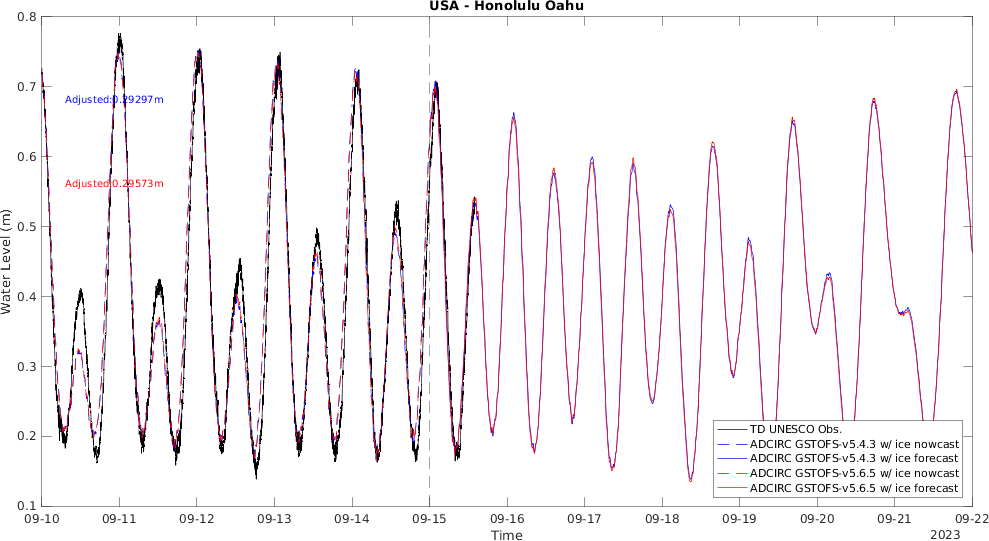 USA - Honolulu Oahu
0.8
0.7
Adjusted:0.29297m
0.6
Adjusted:0.29573m
0.5
Water Level (m)
0.4
0.3
0.2
0.1
TD UNESCO Obs.
ADCIRC GSTOFS-v5.4.3 w/ ice nowcast
ADCIRC GSTOFS-v5.4.3 w/ ice forecast
ADCIRC GSTOFS-v5.6.5 w/ ice nowcast
ADCIRC GSTOFS-v5.6.5 w/ ice forecast
09-10 09-11 09-12 09-13 09-14 09-15 09-16 09-17 09-18 09-19 09-20 09-21 09-22
Time
2023